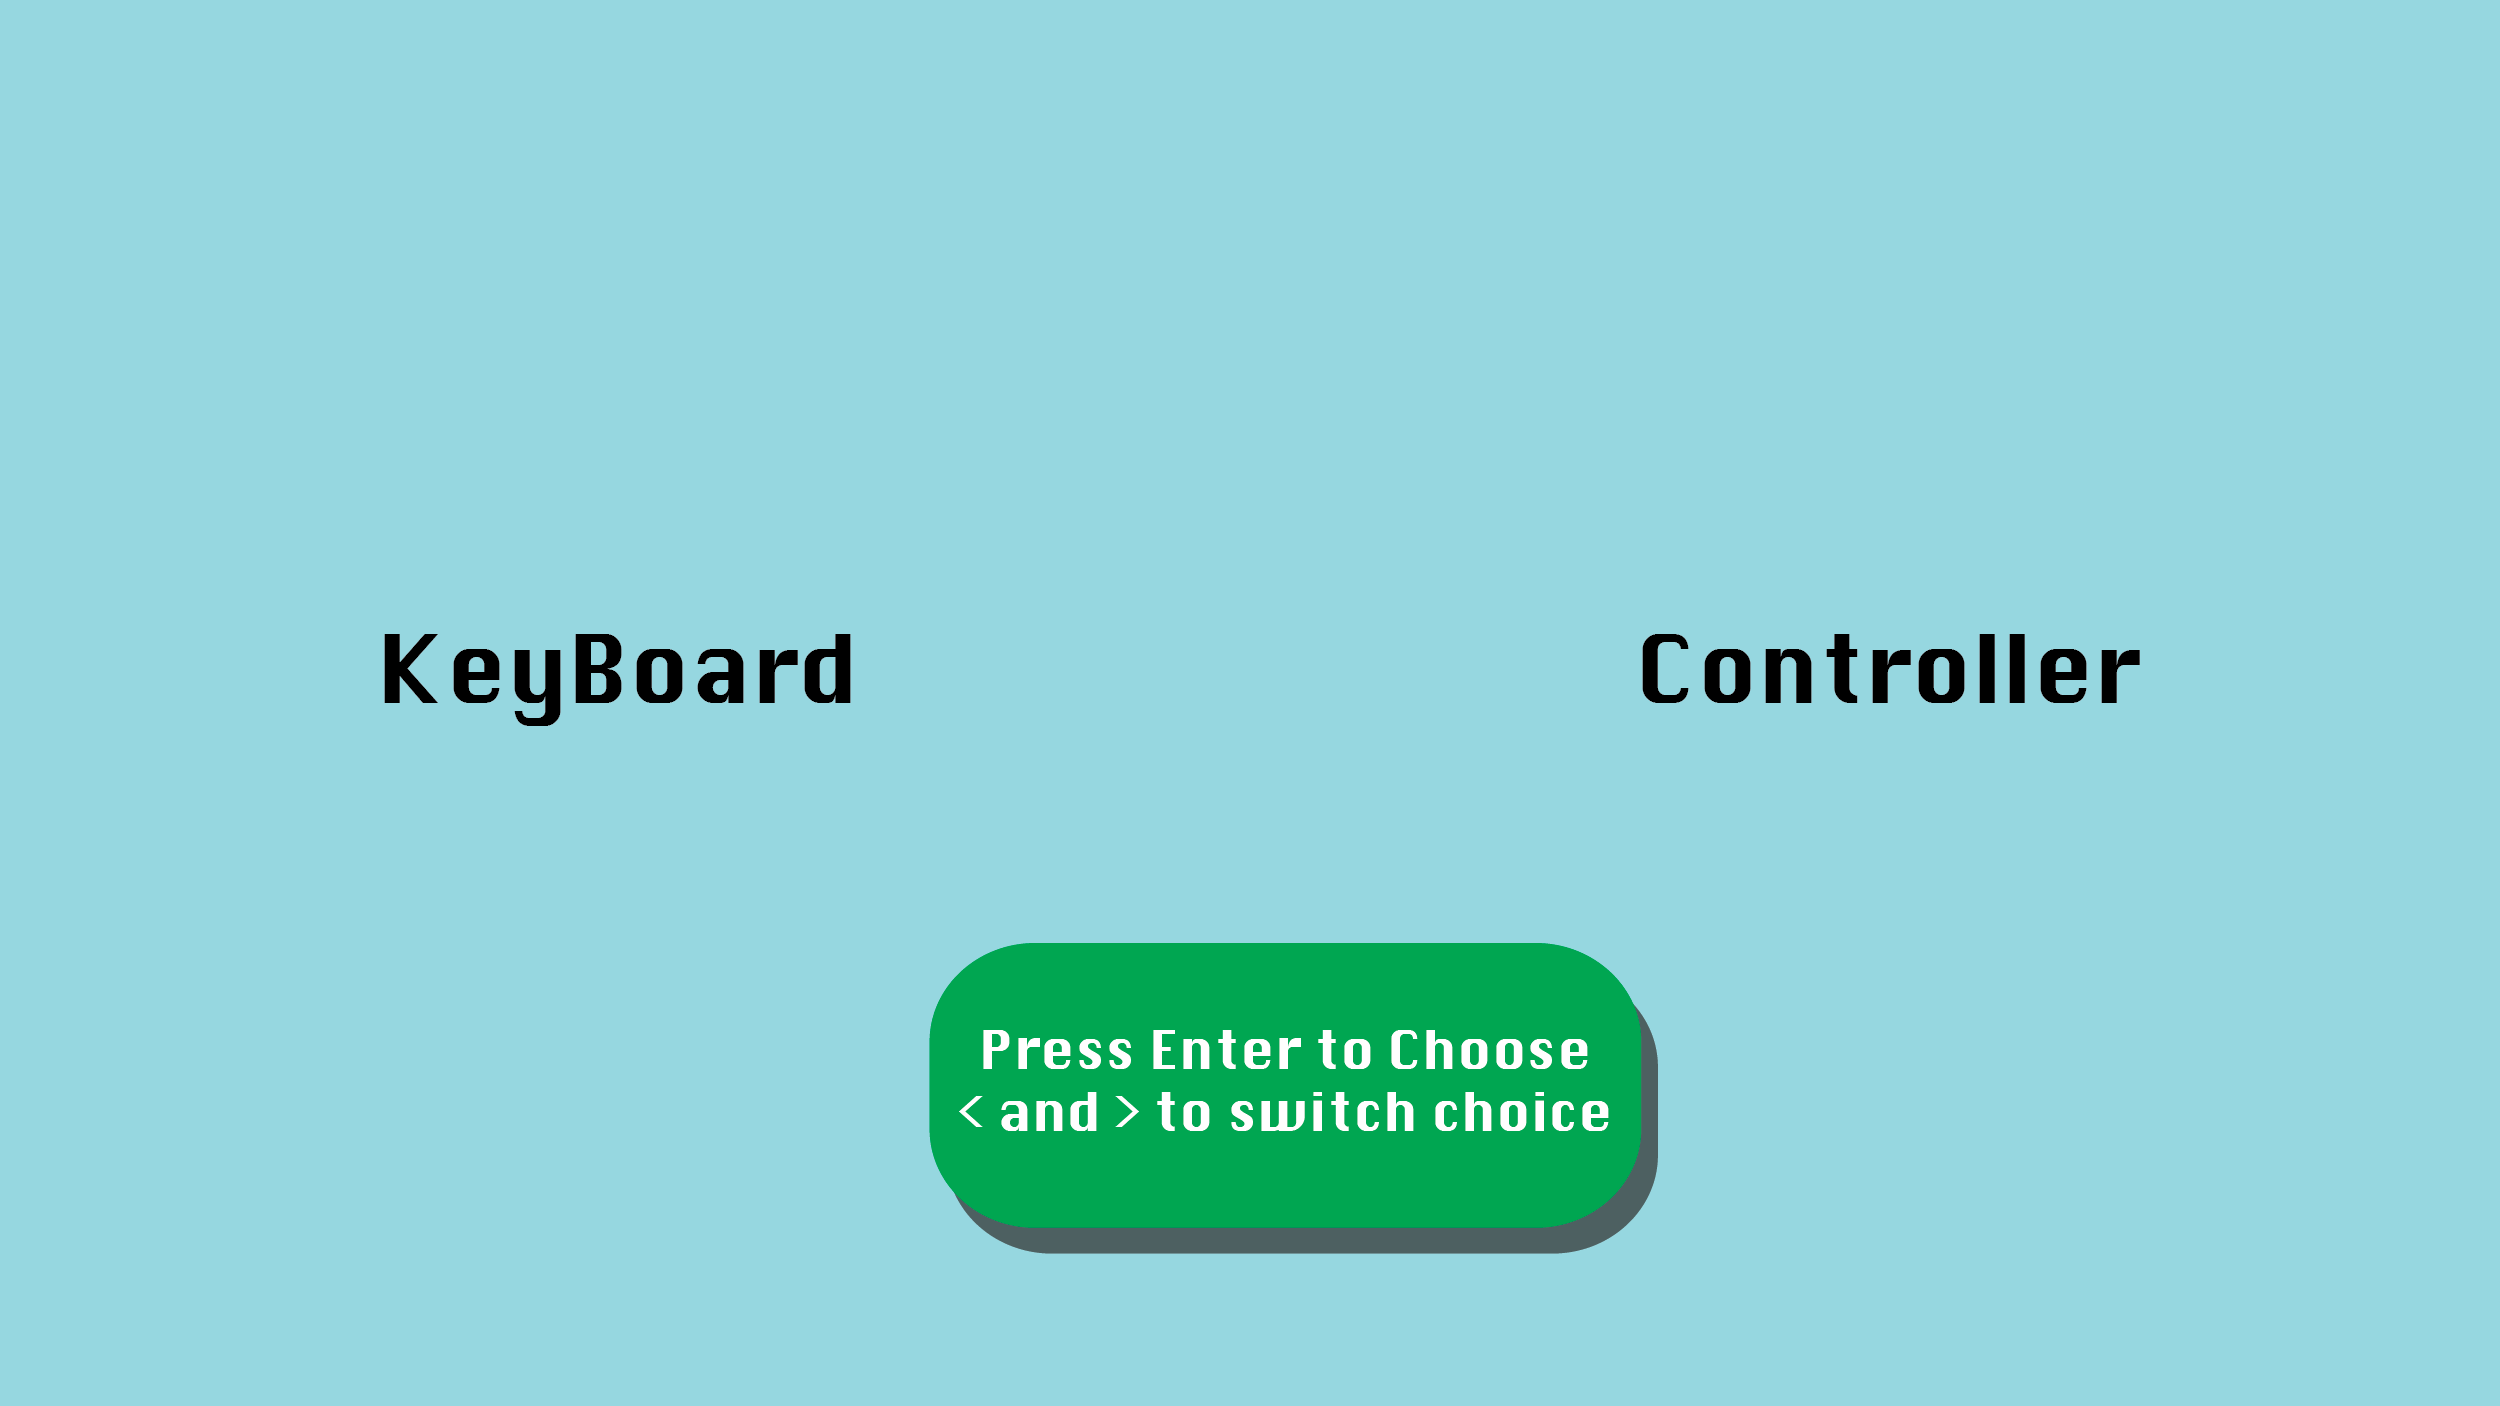 KeyBoard
Controller
Press Enter to Choose
< and > to switch choice